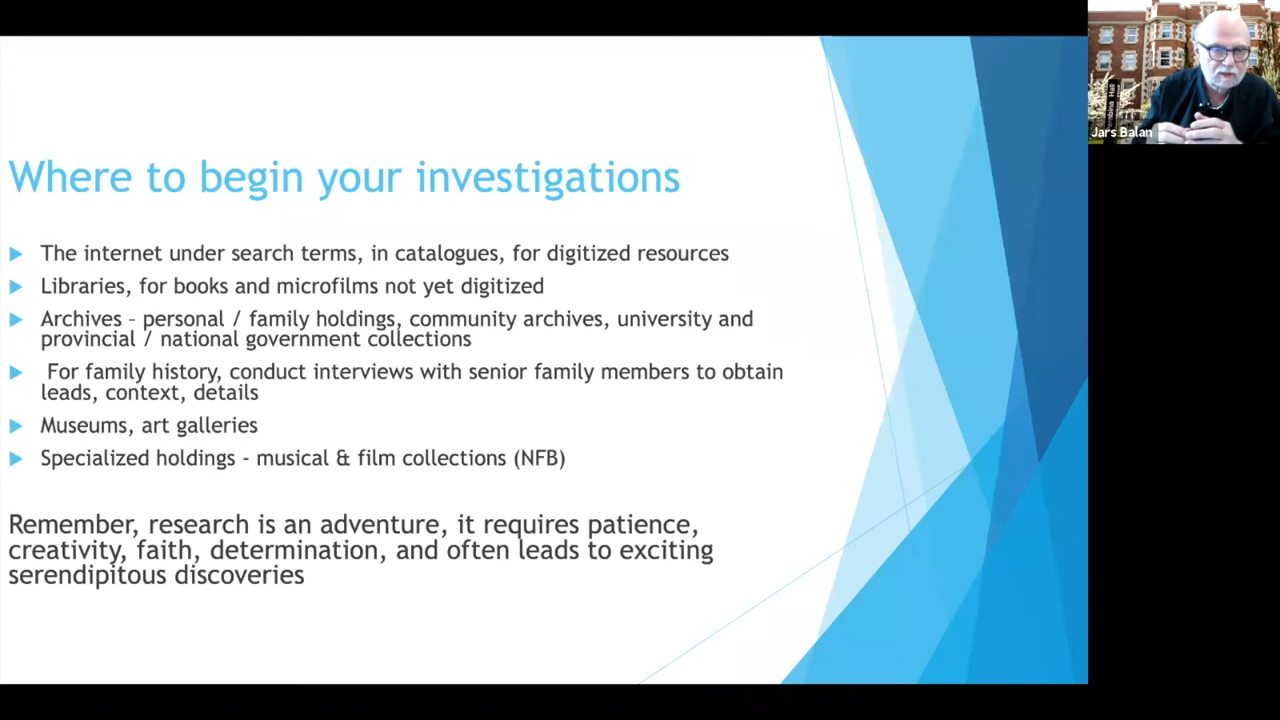 Where to begin your investigations
The internet under search terms, in catalogues, for digitized resources
Libraries, for books and microfilms not yet digitized
Archives – personal / family holdings, community archives, university and
provincial / national government collections
For family history, conduct interviews with senior family members to obtain
leads, context, details
Museums, art galleries
Specialized holdings - musical & film collections (NFB)
Remember, research is an adventure, it requires patience,
creativity, faith, determination, and often leads to exciting
serendipitous discoveries
Jars Balan